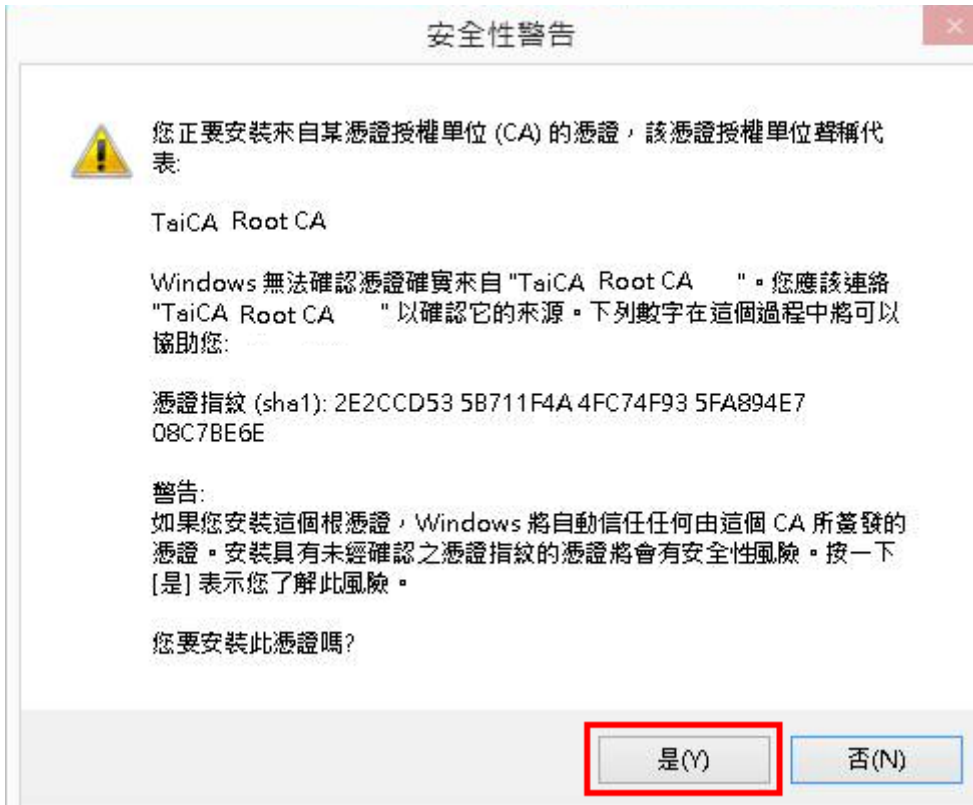 安全性警告
您正要安裝來自某憑證授權單位 (CA) 的憑證，該憑證授權單位聲稱代
表:
TaiCA Root CA
Windows 無法確認憑證確實來自 "TaiCA Root CA "。您應該連絡
"TaiCA Root CA " 以確認它的來源。下列數字在這個過程中將可以
協助您:
憑證指紋 (sha1): 2E2CCD53 5B711F4A 4FC74F93 5FA894E7
08C7BE6E
警告:
如果您安裝這個根憑證，Windows 將自動信任任何由這個 CA 所簽發的
憑證。安裝具有未經確認之憑證指紋的憑證將會有安全性風險。按一下
[是] 表示您了解此風險。
您要安裝此憑證嗎?
是(Y) 否(N)